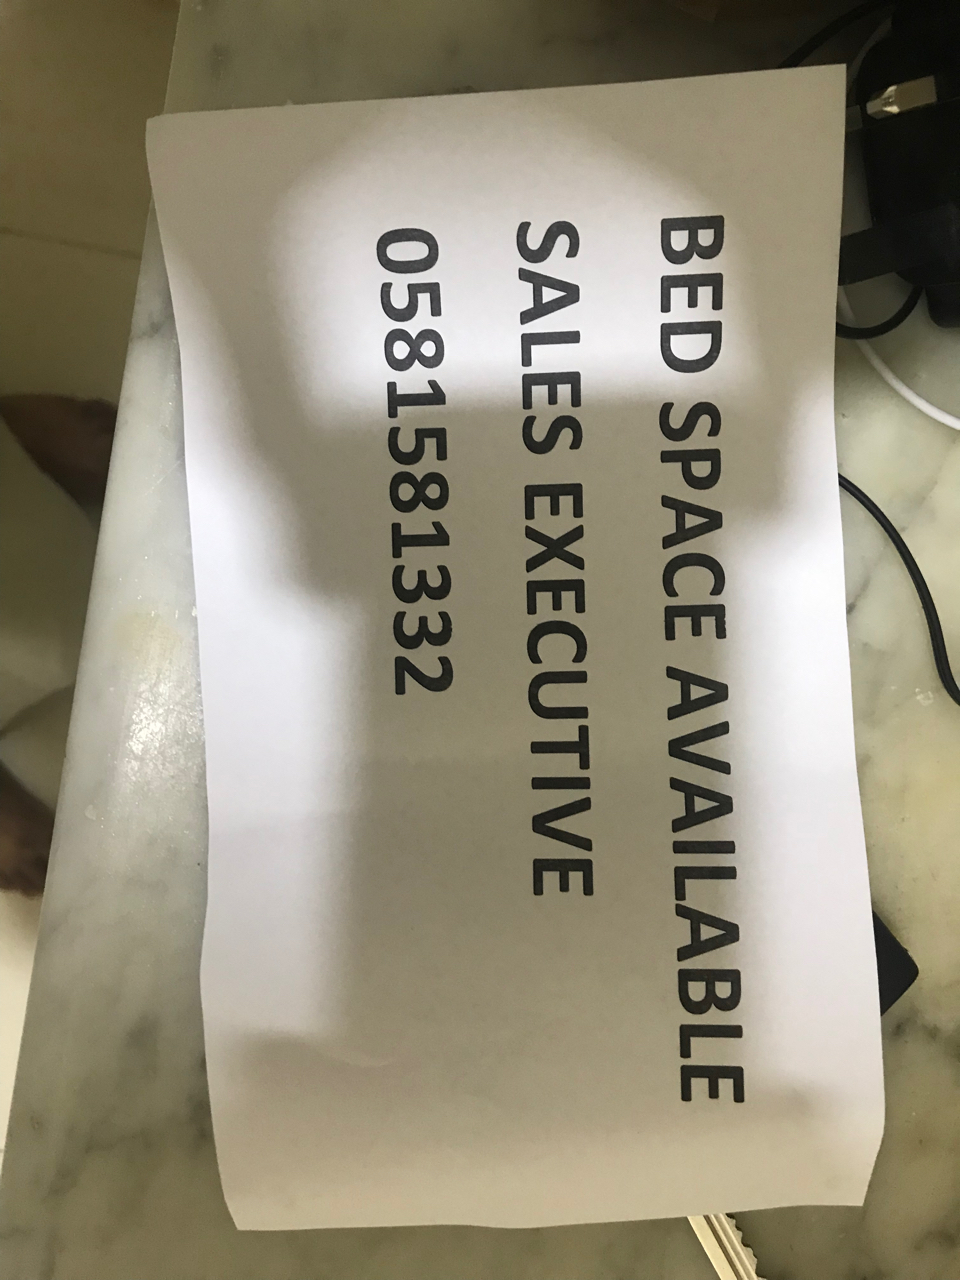 BED SPACE AVAILABLE
SALES EXECUTIVE
0581581332